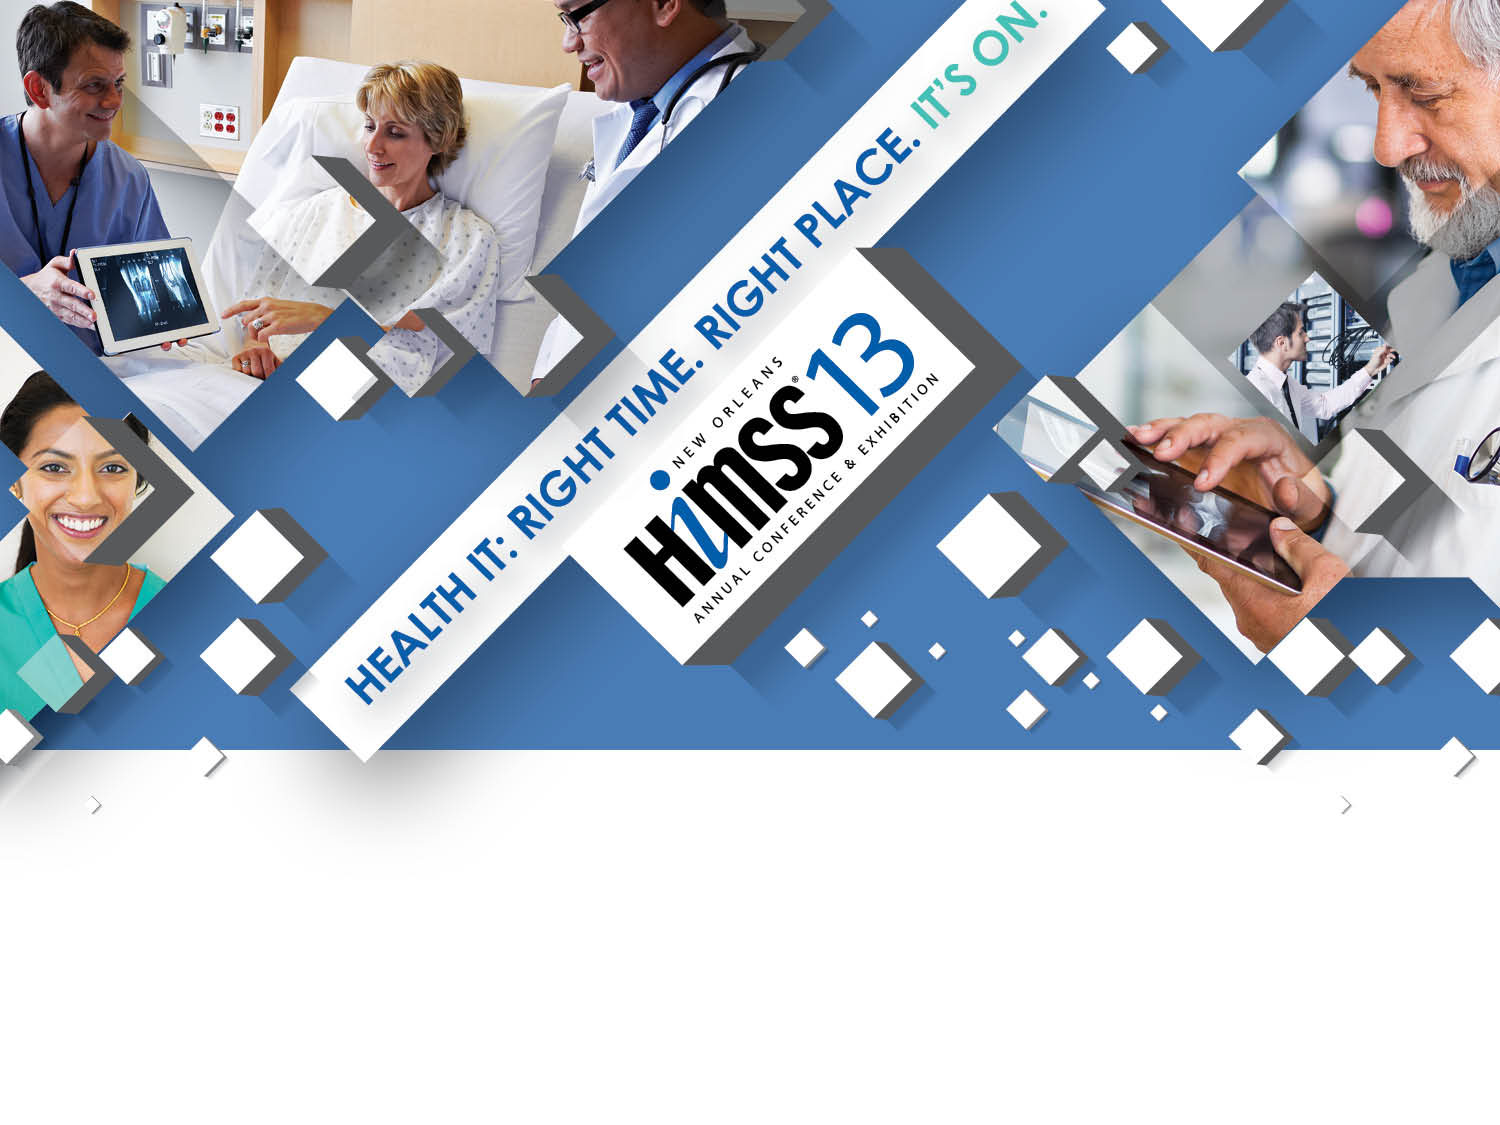 HEALTH IT: RIGHT TIME. RIGHT PLACE. IT'S ON.
NEW ORLEANS
HiMSS® 13
ANNUAL CONFERENCE & EXHIBITION